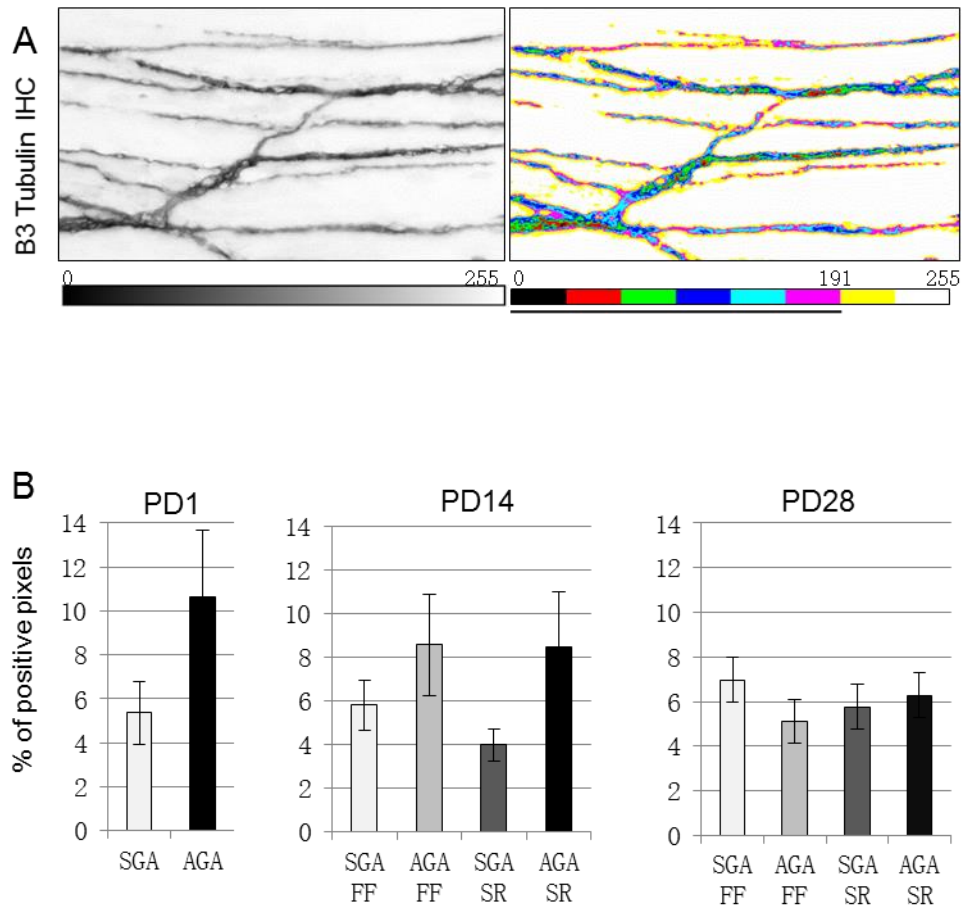 A
B3 Tubulin IHC
0 255
0 191 255
B
% of positive pixels
PD1
14
12
10
8
6
4
2
0
SGA AGA
PD14
14
12
10
8
6
4
2
0
SGA AGA SGA AGA
FF FF SR SR
PD28
14
12
10
8
6
4
2
0
SGA AGA SGA AGA
FF FF SR SR